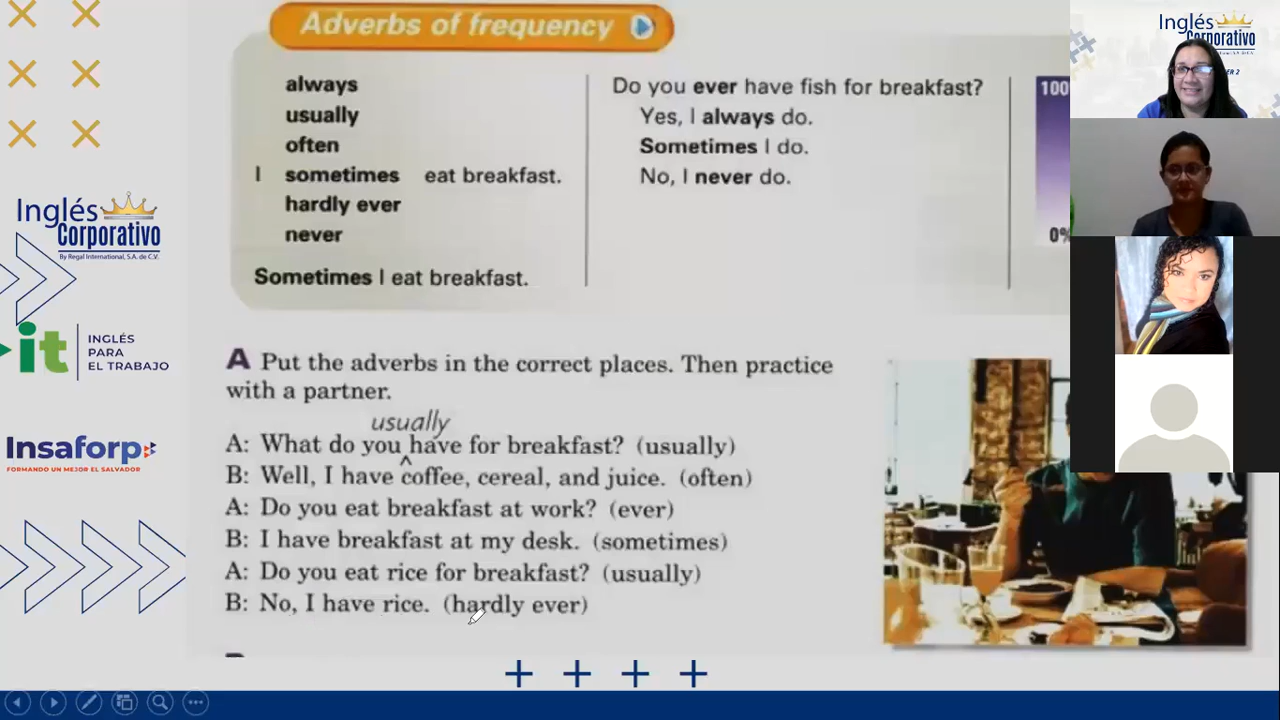 Adverbs of frequency
always
usually
often
I sometimes eat breakfast.
hardly ever
never
Sometimes I eat breakfast.
Do you ever have fish for breakfast?
Yes, I always do.
Sometimes I do.
No, I never do.
100
0%
A Put the adverbs in the correct places. Then practice
with a partner.
usually
A: What do you have for breakfast? (usually)
B: Well, I have coffee, cereal, and juice. (often)
A: Do you eat breakfast at work? (ever)
B: I have breakfast at my desk. (sometimes)
A: Do you eat rice for breakfast? (usually)
B: No, I have rice. (hardly ever)
Inglés
Corporativo
By Regal International, S.A. de C.V.
it
INGLÉS
PARA
EL TRABAJO
Insaforp
FORMANDO UN MEJOR EL SALVADOR
Inglés
Corporativo